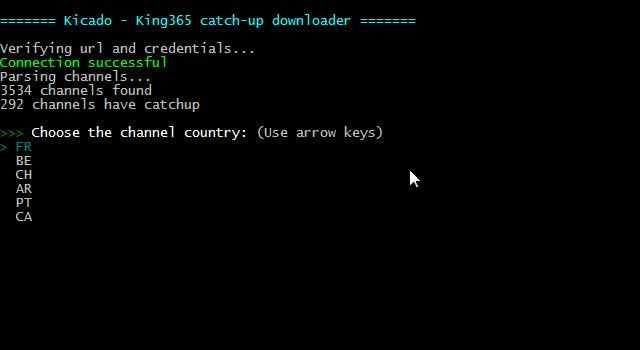 ======= Kicado - King365 catch-up downloader =======
Verifying url and credentials...
Connection successful
Parsing channels...
3534 channels found
292 channels have catchup
>>> Choose the channel country: (Use arrow keys)
> FR
BE
CH
AR
PT
CA